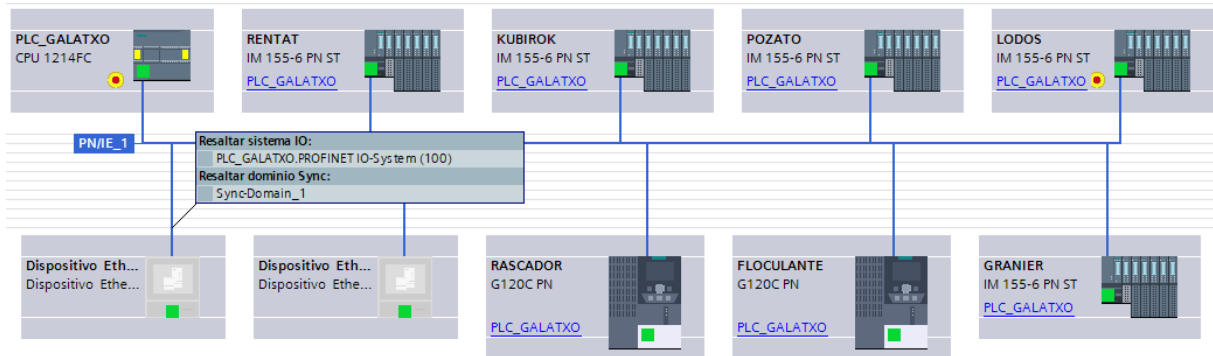 PLC_GALATXO
CPU 1214FC
RENTAT
IM 155-6 PN ST
PLC_GALATXO
KUBIROK
IM 155-6 PN ST
PLC_GALATXO
POZATO
IM 155-6 PN ST
PLC_GALATXO
LODOS
IM 155-6 PN ST
PLC_GALATXO
PN/IE_1
Resaltar sistema IO:
PLC_GALATXO.PROFINET IO-System (100)
Resaltar dominio Sync:
Sync-Domain_1
Dispositivo Eth...
Dispositivo Ethe...
Dispositivo Eth...
Dispositivo Ethe...
RASCADOR
G120C PN
PLC_GALATXO
FLOCULANTE
G120C PN
PLC_GALATXO
GRANIER
IM 155-6 PN ST
PLC_GALATXO